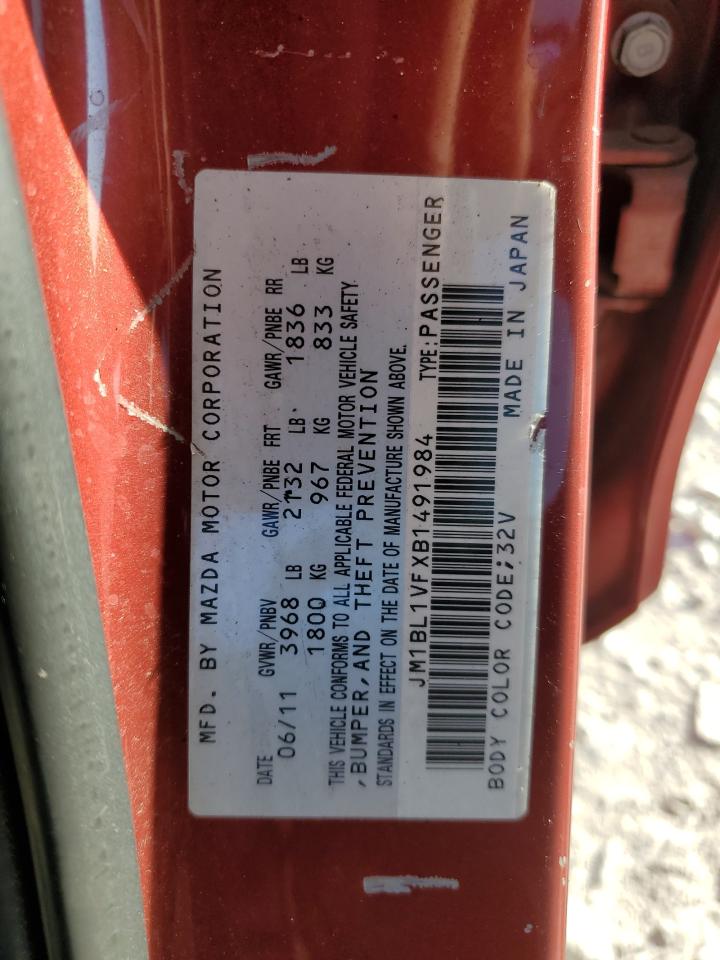 MFD. BY MAZDA MOTOR CORPORATION
DATE GVWR/PNBV GAWR/PNBE FRT GAWR/PNBE RR
06/11 3968 LB 2132 LB 1836 LB
1800 KG 967 KG 833 KG
THIS VEHICLE CONFORMS TO ALL APPLICABLE FEDERAL MOTOR VEHICLE SAFETY
,BUMPER,AND THEFT PREVENTION
STANDARDS IN EFFECT ON THE DATE OF MANUFACTURE SHOWN ABOVE.
JM1BL1VFXB1491984 TYPE:PASSENGER
BODY COLOR CODE;32V MADE IN JAPAN